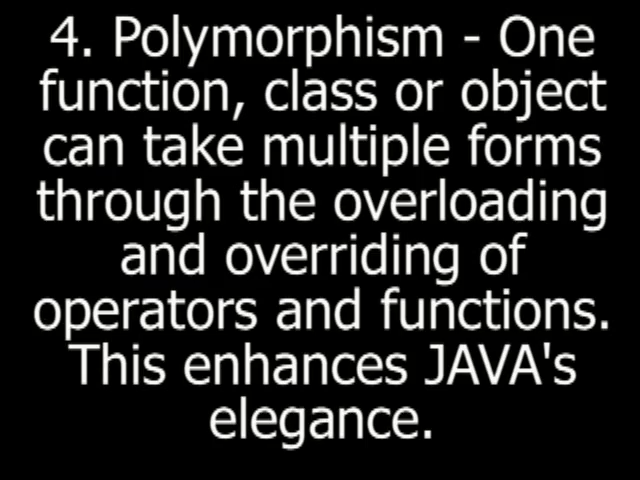 4. Polymorphism - One
function, class or object
can take multiple forms
through the overloading
and overriding of
operators and functions.
This enhances JAVA's
elegance.